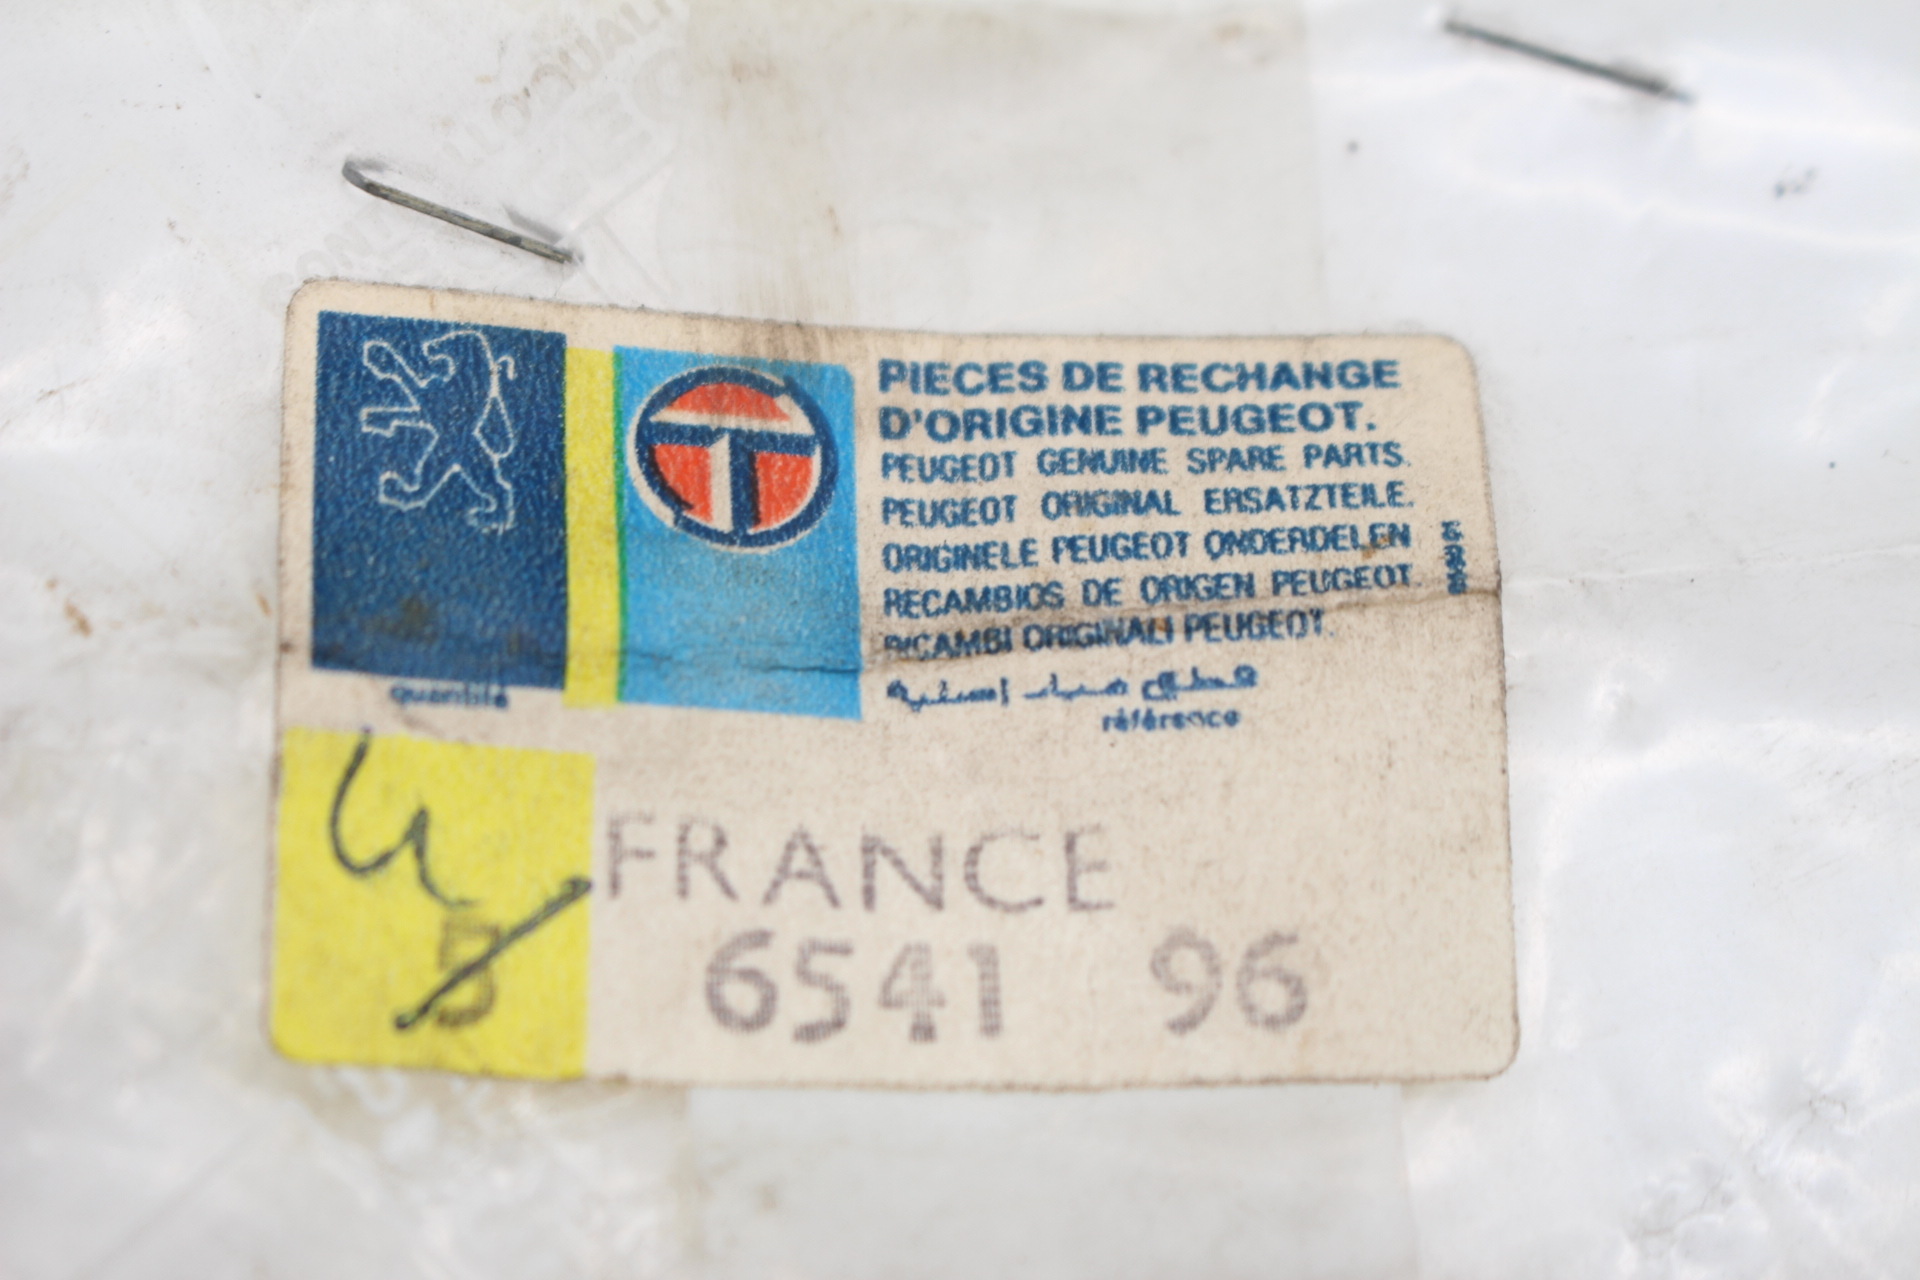 PIECES DE RECHANGE
D'ORIGINE PEUGEOT.
PEUGEOT GENUINE SPARE PARTS.
PEUGEOT ORIGINAL ERSATZTEILE.
ORIGINELE PEUGEOT ONDERDELEN
RECAMBIOS DE ORIGEN PEUGEOT.
RICAMBI ORIGINALI PEUGEOT.
quantité
référence
FRANCE
6541 96